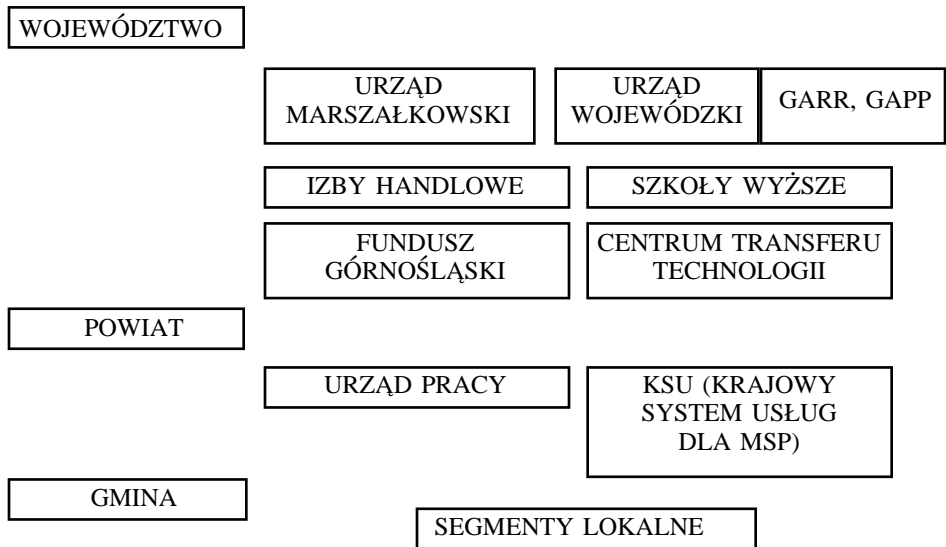 WOJEWÓDZTWO
URZĄD
MARSZAŁKOWSKI
URZĄD
WOJEWÓDZKI
GARR, GAPP
IZBY HANDLOWE
SZKOŁY WYŻSZE
FUNDUSZ
GÓRNOŚLĄSKI
CENTRUM TRANSFERU
TECHNOLOGII
POWIAT
URZĄD PRACY
KSU (KRAJOWY
SYSTEM USŁUG
DLA MSP)
GMINA
SEGMENTY LOKALNE